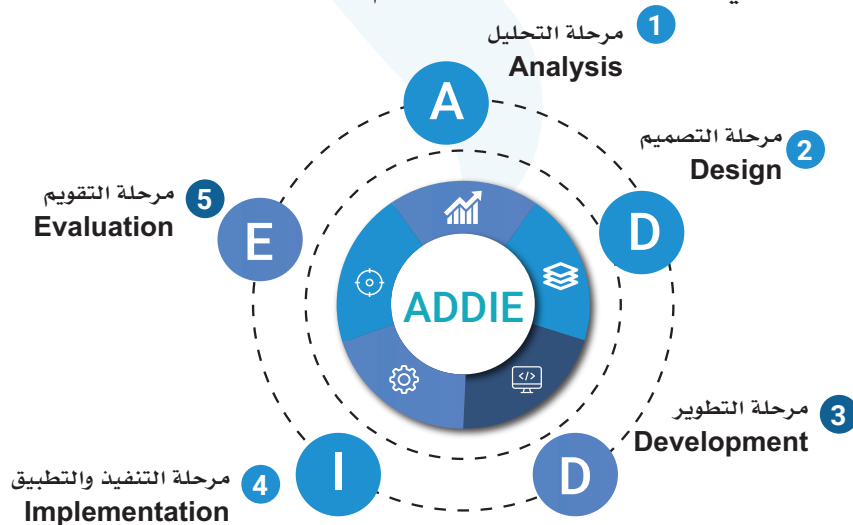 1 مرحلة التحليل
Analysis
A
2 مرحلة التصميم
Design
D
5 مرحلة التقويم
Evaluation
E
ADDIE
</>
3 مرحلة التطوير
Development
D
4 مرحلة التنفيذ والتطبيق
Implementation
I